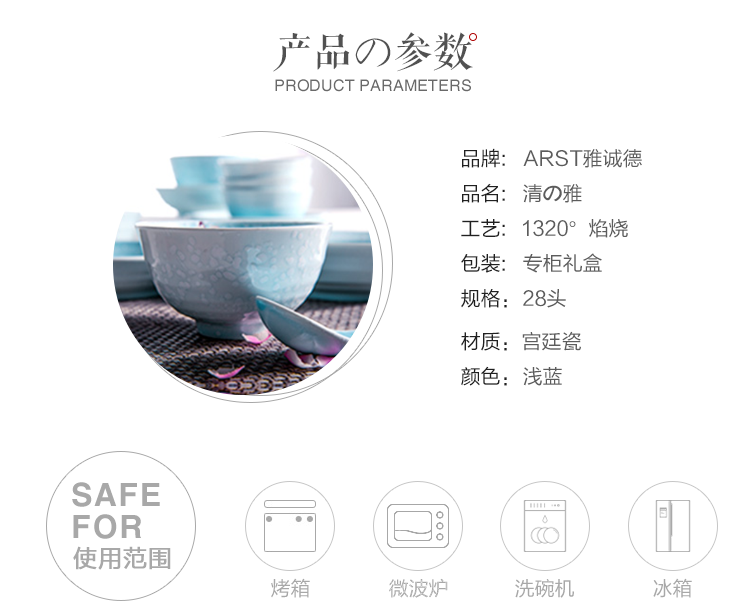 产品の参数
PRODUCT PARAMETERS
品牌: ARST雅诚德
品名: 清の雅
工艺: 1320° 焰烧
包装: 专柜礼盒
规格: 28头
材质: 宫廷瓷
颜色: 浅蓝
SAFE
FOR
使用范围
烤箱
微波炉
洗碗机
冰箱